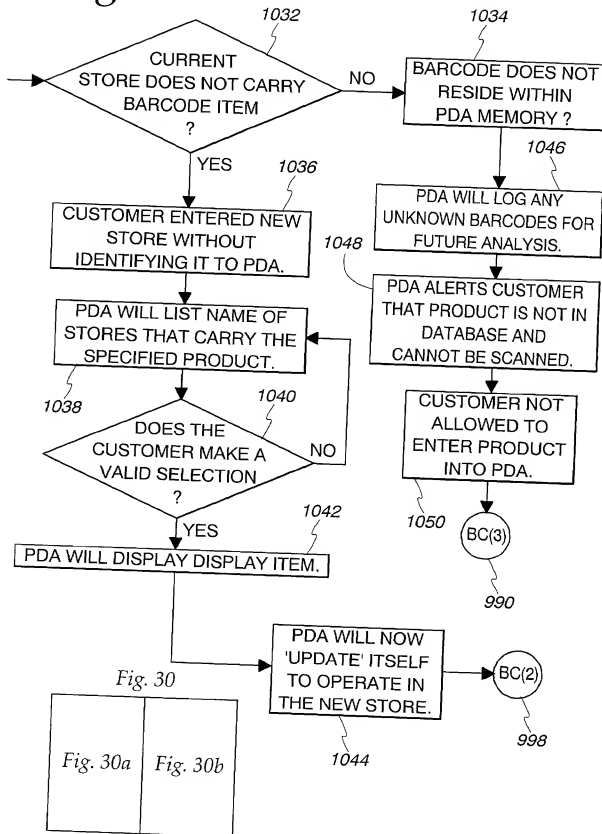 1032
CURRENT
STORE DOES NOT CARRY
BARCODE ITEM
?
NO
YES
1034
BARCODE DOES NOT
RESIDE WITHIN
PDA MEMORY ?
1036
CUSTOMER ENTERED NEW
STORE WITHOUT
IDENTIFYING IT TO PDA.
1046
PDA WILL LOG ANY
UNKNOWN BARCODES FOR
FUTURE ANALYSIS.
1048
PDA ALERTS CUSTOMER
THAT PRODUCT IS NOT IN
DATABASE AND
CANNOT BE SCANNED.
PDA WILL LIST NAME OF
STORES THAT CARRY THE
SPECIFIED PRODUCT.
1038
1040
DOES THE
CUSTOMER MAKE A
VALID SELECTION
?
NO
YES
CUSTOMER NOT
ALLOWED TO
ENTER PRODUCT
INTO PDA.
1050
BC(3)
990
1042
PDA WILL DISPLAY DISPLAY ITEM.
PDA WILL NOW
'UPDATE' ITSELF
TO OPERATE IN
THE NEW STORE.
1044
BC(2)
998
Fig. 30
Fig. 30a
Fig. 30b